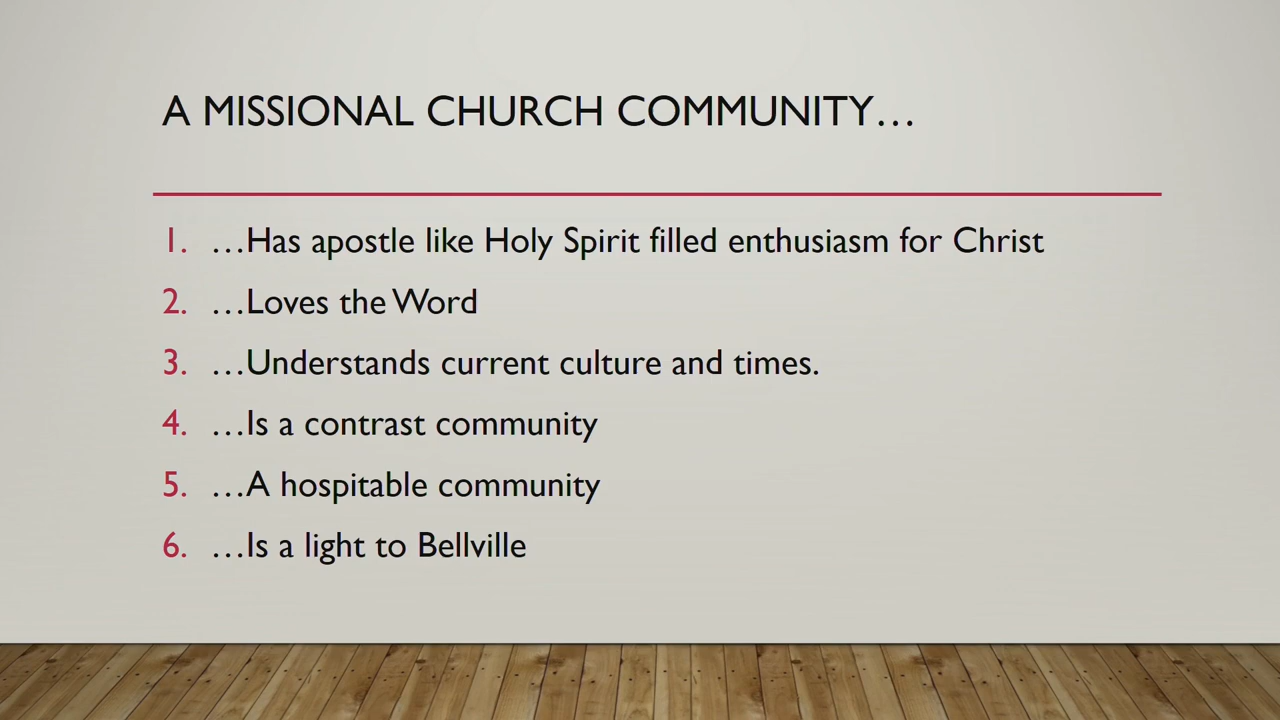 A MISSIONAL CHURCH COMMUNITY…
1. …Has apostle like Holy Spirit filled enthusiasm for Christ
2. …Loves the Word
3. …Understands current culture and times.
4. …Is a contrast community
5. …A hospitable community
6. …Is a light to Bellville